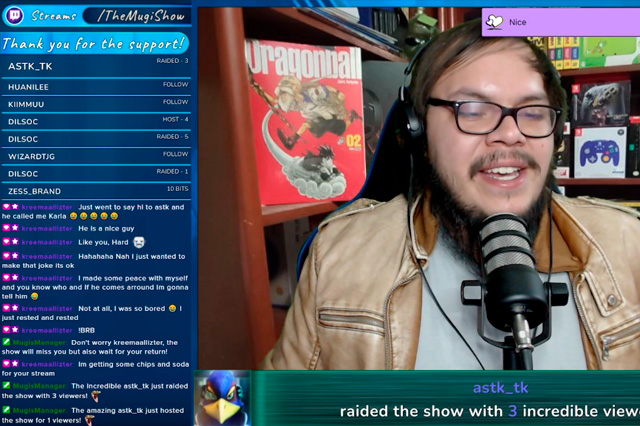 Streams /TheMugiShow
Nice
Thank you for the support!
ASTK_TK RAIDED - 3
HUANILEE FOLLOW
KIIMMUU FOLLOW
DILSOC HOST - 4
DILSOC RAIDED - 5
WIZARDTJG FOLLOW
DILSOC RAIDED - 1
ZESS_BRAND 10 BITS
kreemaallizter: Just went to say hi to astk and
he called me Karla
kreemaallizter: He is a nice guy
kreemaallizter: Like you, Hard
kreemaallizter: Hahahaha Nah I just wanted to
make that joke its ok
kreemaallizter: I made some peace with myself
and you know who and If he comes around Im gonna
tell him
kreemaallizter: Not at all, I was so bored 😆 I
just rested and rested
kreemaallizter: !BRB
MugisManager: Don't worry kreemaallizter, the
show will miss you but also wait for your return!
kreemaallizter: Im getting some chips and soda
for your stream
MugisManager: The incredible astk_tk just raided
the show with 3 viewers!
MugisManager: The amazing astk_tk just hosted
the show for 1 viewers!
Dragonball
02
astk_tk
raided the show with 3 incredible viewe